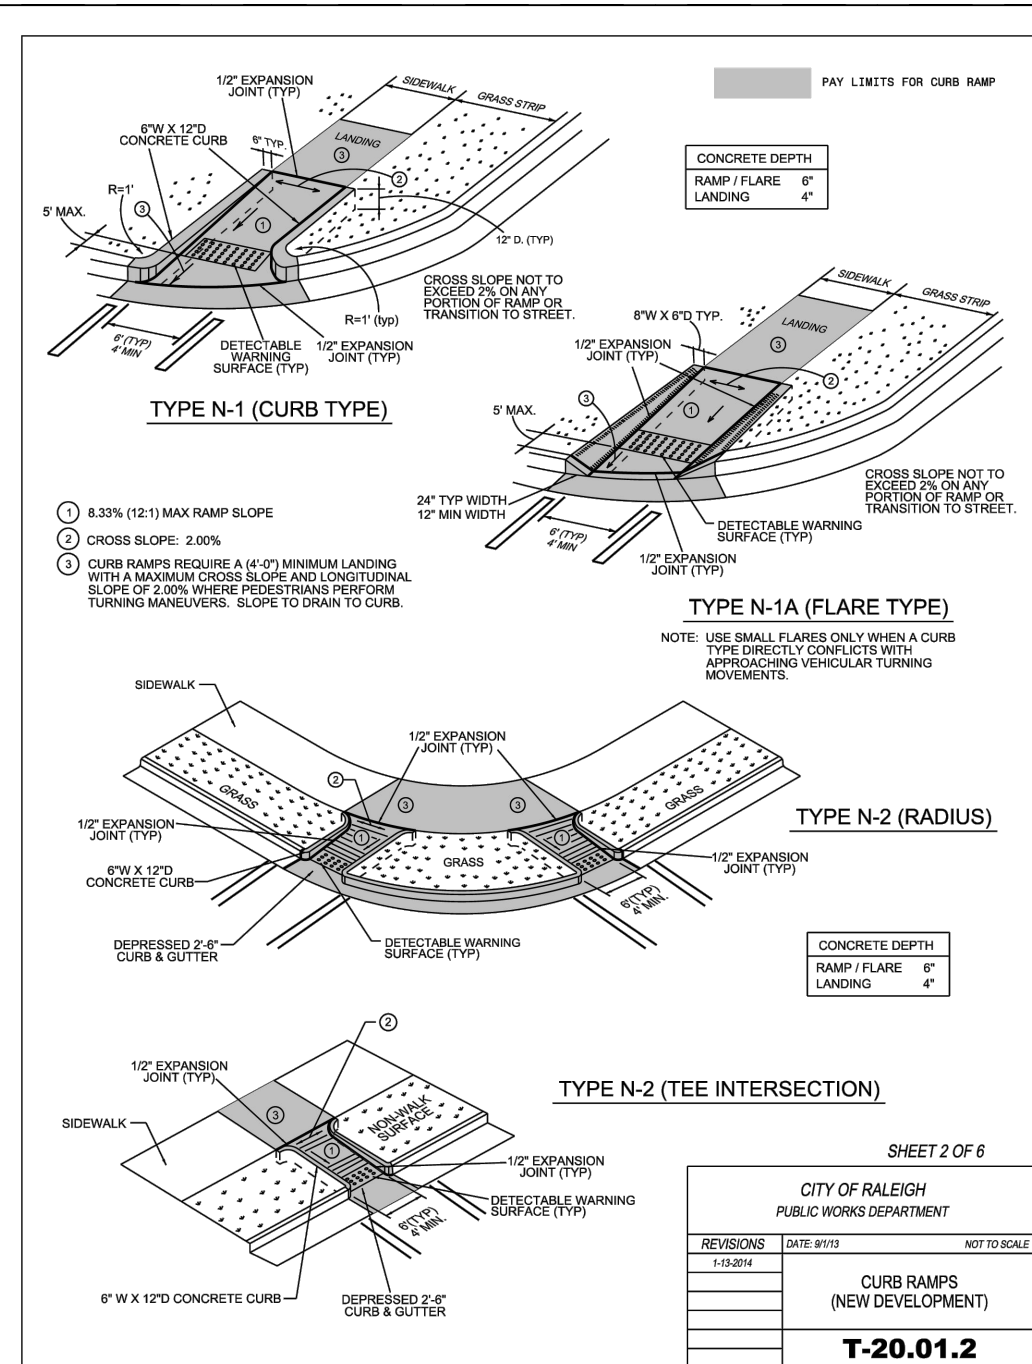 PAY LIMITS FOR CURB RAMP
CONCRETE DEPTH
RAMP / FLARE 6"
LANDING 4"
1/2" EXPANSION
JOINT (TYP)
SIDEWALK
GRASS STRIP
6"W X 12"D
CONCRETE CURB
6" TYP.
LANDING
3
2
R=1'
3
5' MAX.
1
12" D. (TYP)
CROSS SLOPE NOT TO
EXCEED 2% ON ANY
PORTION OF RAMP OR
TRANSITION TO STREET.
R=1' (typ)
6' (TYP)
4' MIN
DETECTABLE
WARNING
SURFACE (TYP)
1/2" EXPANSION
JOINT (TYP)
TYPE N-1 (CURB TYPE)
SIDEWALK
GRASS STRIP
8"W X 6"D TYP.
LANDING
1/2" EXPANSION
JOINT (TYP)
3
2
3
1
5' MAX.
CROSS SLOPE NOT TO
EXCEED 2% ON ANY
PORTION OF RAMP OR
TRANSITION TO STREET.
24" TYP WIDTH
12" MIN WIDTH
6' (TYP)
4' MIN
DETECTABLE WARNING
SURFACE (TYP)
1/2" EXPANSION
JOINT (TYP)
TYPE N-1A (FLARE TYPE)
NOTE: USE SMALL FLARES ONLY WHEN A CURB
TYPE DIRECTLY CONFLICTS WITH
APPROACHING VEHICULAR TURNING
MOVEMENTS.
1 8.33% (12:1) MAX RAMP SLOPE
2 CROSS SLOPE: 2.00%
3 CURB RAMPS REQUIRE A (4'-0") MINIMUM LANDING
WITH A MAXIMUM CROSS SLOPE AND LONGITUDINAL
SLOPE OF 2.00% WHERE PEDESTRIANS PERFORM
TURNING MANEUVERS. SLOPE TO DRAIN TO CURB.
SIDEWALK
1/2" EXPANSION
JOINT (TYP)
2
3
3
GRASS
GRASS
1/2" EXPANSION
JOINT (TYP)
1
1
GRASS
6"W X 12"D
CONCRETE CURB
1/2" EXPANSION
JOINT (TYP)
6'(TYP)
4' MIN.
DEPRESSED 2'-6"
CURB & GUTTER
DETECTABLE WARNING
SURFACE (TYP)
TYPE N-2 (RADIUS)
CONCRETE DEPTH
RAMP / FLARE 6"
LANDING 4"
2
1/2" EXPANSION
JOINT (TYP)
3
NON-WALK
SURFACE
SIDEWALK
1
1/2" EXPANSION
JOINT (TYP)
DETECTABLE WARNING
SURFACE (TYP)
6'(TYP)
4' MIN.
6" W X 12"D CONCRETE CURB
DEPRESSED 2'-6"
CURB & GUTTER
TYPE N-2 (TEE INTERSECTION)
SHEET 2 OF 6
CITY OF RALEIGH
PUBLIC WORKS DEPARTMENT
REVISIONS
DATE: 9/1/13
NOT TO SCALE
1-13-2014
CURB RAMPS
(NEW DEVELOPMENT)
T-20.01.2